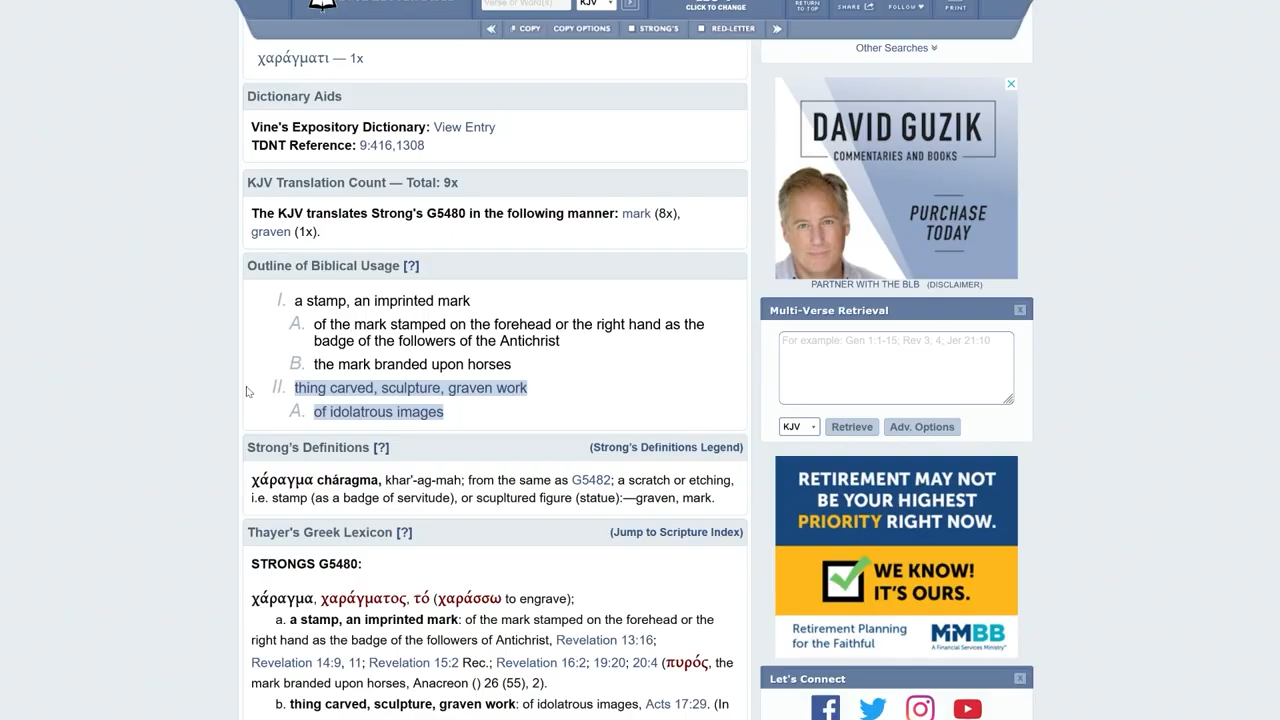 Verse or Word(s)
KJV
CLICK TO CHANGE
RETURN
TO TOP
SHARE
FOLLOW
PRINT
COPY
COPY OPTIONS
STRONG'S
RED-LETTER
χαράγματι — 1x
Dictionary Aids
Vine's Expository Dictionary: View Entry
TDNT Reference: 9:416,1308
KJV Translation Count — Total: 9x
The KJV translates Strong's G5480 in the following manner: mark (8x),
graven (1x).
Outline of Biblical Usage [?]
I. a stamp, an imprinted mark
A. of the mark stamped on the forehead or the right hand as the
badge of the followers of the Antichrist
B. the mark branded upon horses
II. thing carved, sculpture, graven work
A. of idolatrous images
Strong's Definitions [?]
(Strong's Definitions Legend)
χάραγμα cháragma, khar'-ag-mah; from the same as G5482; a scratch or etching,
i.e. stamp (as a badge of servitude), or scupltured figure (statue):—graven, mark.
Thayer's Greek Lexicon [?]
(Jump to Scripture Index)
STRONGS G5480:
χάραγμα, χαράγματος, τό (χαράσσω to engrave);
a. a stamp, an imprinted mark: of the mark stamped on the forehead or the
right hand as the badge of the followers of Antichrist, Revelation 13:16;
Revelation 14:9, 11; Revelation 15:2 Rec.; Revelation 16:2; 19:20; 20:4 (πυρός, the
mark branded upon horses, Anacreon () 26 (55), 2).
b. thing carved, sculpture, graven work: of idolatrous images, Acts 17:29. (In
Other Searches
DAVID GUZIK
COMMENTARIES AND BOOKS
PURCHASE
TODAY
PARTNER WITH THE BLB (DISCLAIMER)
Multi-Verse Retrieval
X
For example: Gen 1:1-15; Rev 3, 4; Jer 21:10
KJV
Retrieve
Adv. Options
RETIREMENT MAY NOT
BE YOUR HIGHEST
PRIORITY RIGHT NOW.
WE KNOW!
IT'S OURS.
Retirement Planning
for the Faithful
MMBB
A Financial Services Ministry
Let's Connect
X